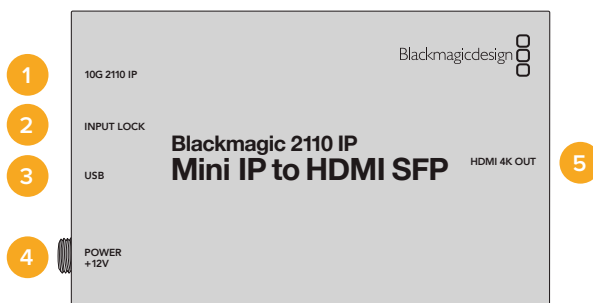 Blackmagicdesign
1
10G 2110 IP
2
INPUT LOCK
Blackmagic 2110 IP
Mini IP to HDMI SFP
3
USB
HDMI 4K OUT
5
4
POWER
+12V